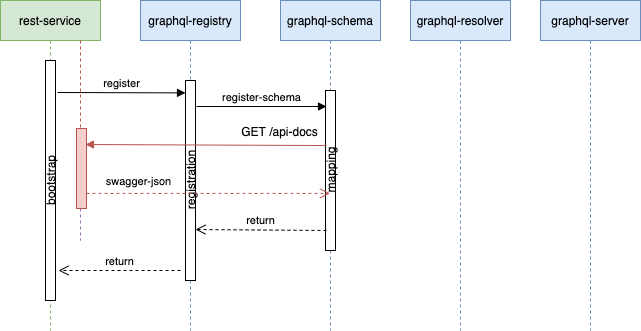 rest-service
graphql-registry
graphql-schema
graphql-resolver
graphql-server
register
register-schema
GET /api-docs
bootstrap
registration
mapping
swagger-json
return
return